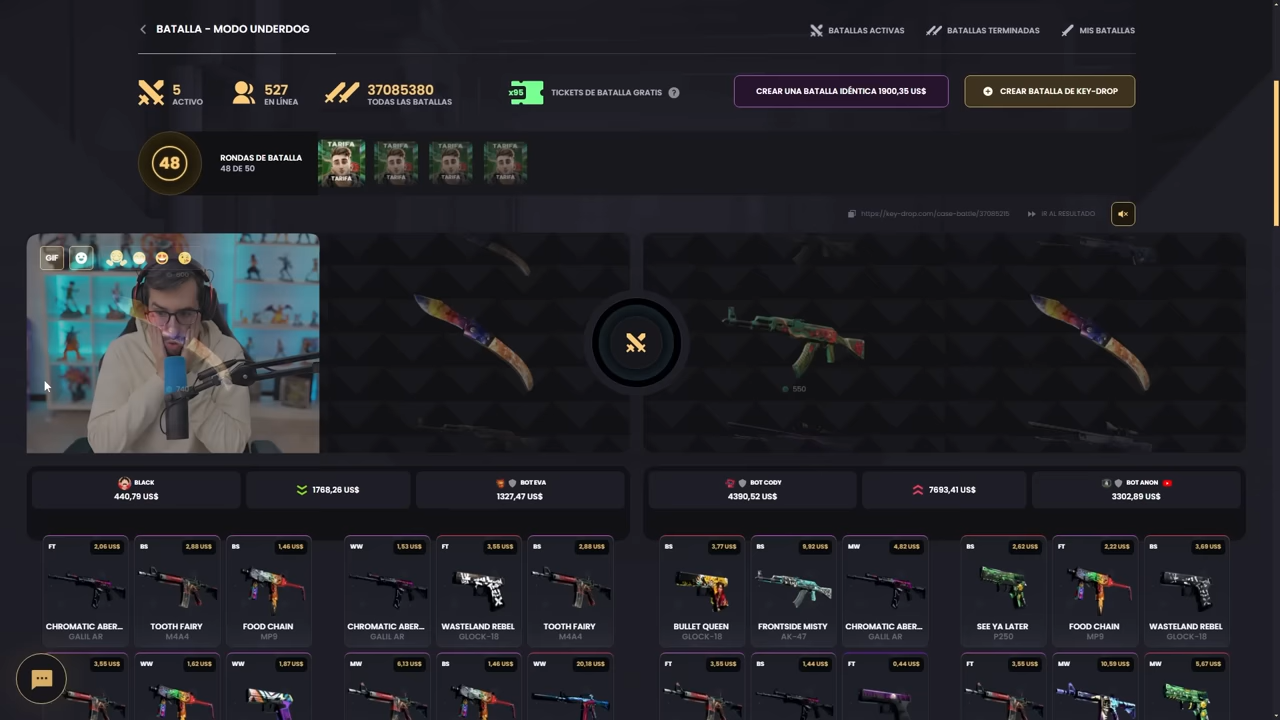 BATALLA - MODO UNDERDOG
BATALLAS ACTIVAS
BATALLAS TERMINADAS
MIS BATALLAS
5
ACTIVO
527
EN LÍNEA
37085380
TODAS LAS BATALLAS
x95
TICKETS DE BATALLA GRATIS ?
CREAR UNA BATALLA IDÉNTICA 1900,35 US$
CREAR BATALLA DE KEY-DROP
48
RONDAS DE BATALLA
48 DE 50
TARIFA
TARIFA
TARIFA
TARIFA
TARIFA
TARIFA
TARIFA
TARIFA
https://key-drop.com/case-battle/37085215
IR AL RESULTADO
GIF
550
BLACK
440,79 US$
1768,26 US$
BOT EVA
1327,47 US$
BOT CODY
4390,52 US$
7693,41 US$
BOT ANON
3302,89 US$
FT 2,06 US$
BS 2,88 US$
BS 1,46 US$
WW 1,53 US$
FT 3,55 US$
BS 2,88 US$
BS 3,77 US$
BS 9,92 US$
MW 4,82 US$
BS 2,62 US$
FT 2,22 US$
BS 3,69 US$
CHROMATIC ABER...
GALIL AR
TOOTH FAIRY
M4A4
FOOD CHAIN
MP9
CHROMATIC ABER...
GALIL AR
WASTELAND REBEL
GLOCK-18
TOOTH FAIRY
M4A4
BULLET QUEEN
GLOCK-18
FRONTSIDE MISTY
AK-47
CHROMATIC ABER...
GALIL AR
SEE YA LATER
P250
FOOD CHAIN
MP9
WASTELAND REBEL
GLOCK-18
3,55 US$
WW 1,62 US$
WW 1,87 US$
MW 6,13 US$
BS 1,46 US$
WW 20,18 US$
FT 3,55 US$
BS 1,44 US$
FT 0,44 US$
FT 3,55 US$
MW 10,59 US$
MW 5,67 US$